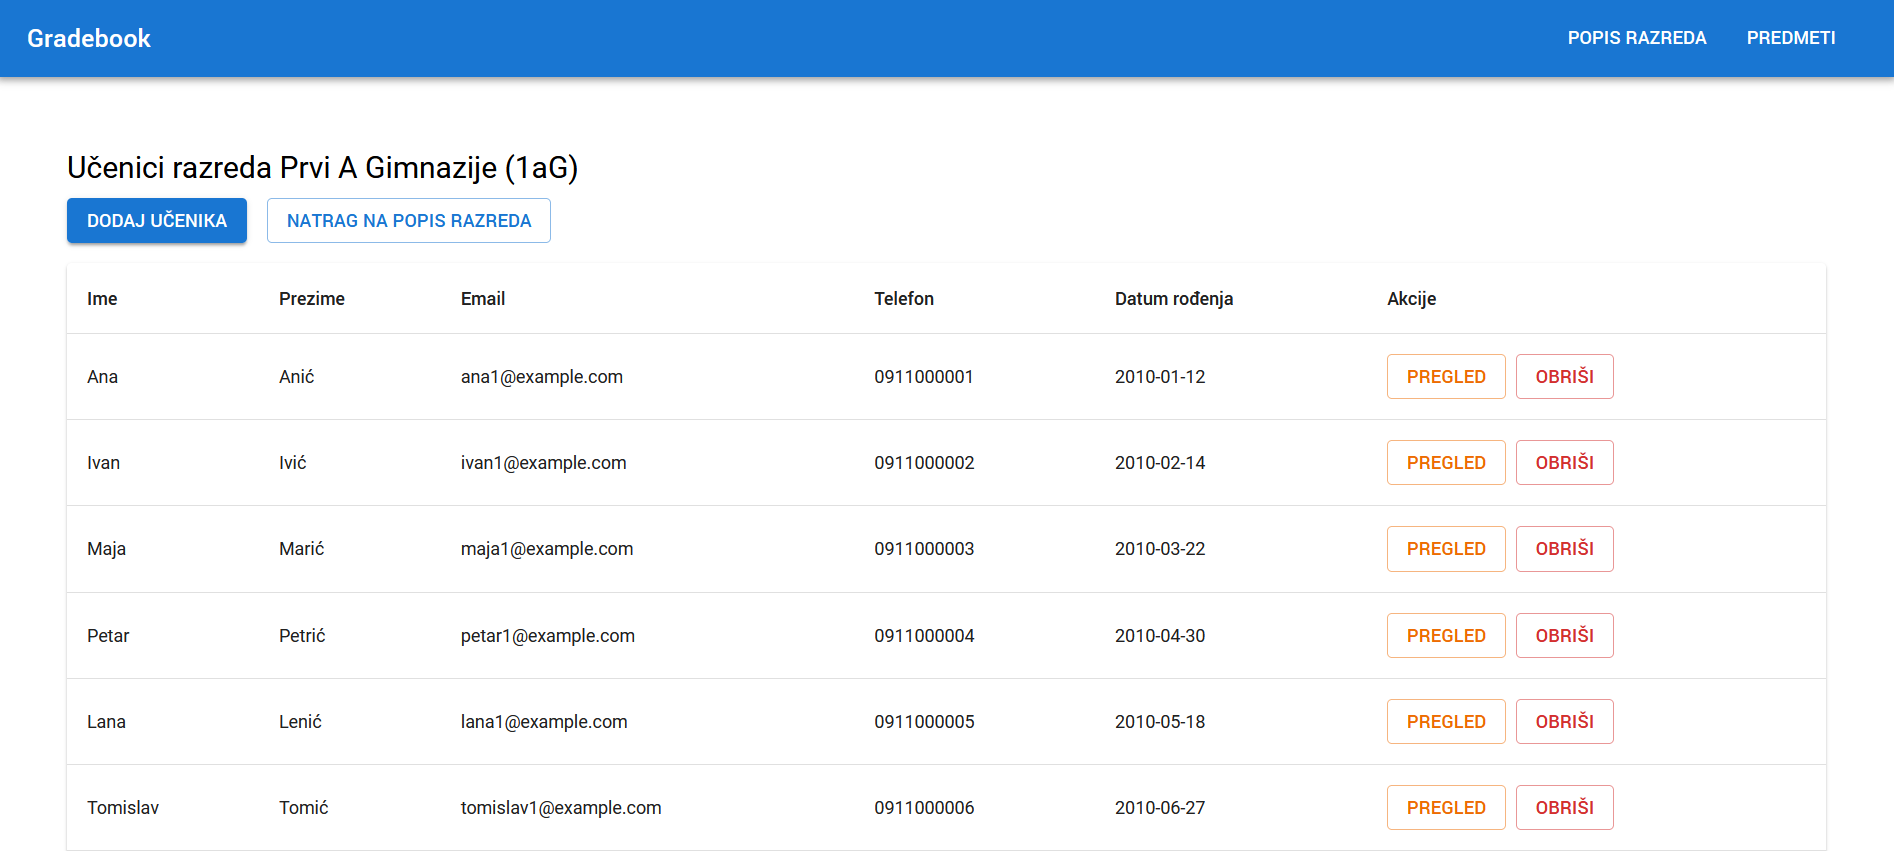 Gradebook POPIS RAZREDA PREDMETI
Učenici razreda Prvi A Gimnazije (1aG)
DODAJ UČENIKA NATRAG NA POPIS RAZREDA
Ime Prezime Email Telefon Datum rođenja Akcije
Ana Anić ana1@example.com 0911000001 2010-01-12 PREGLED OBRIŠI
Ivan Ivić ivan1@example.com 0911000002 2010-02-14 PREGLED OBRIŠI
Maja Marić maja1@example.com 0911000003 2010-03-22 PREGLED OBRIŠI
Petar Petrić petar1@example.com 0911000004 2010-04-30 PREGLED OBRIŠI
Lana Lenić lana1@example.com 0911000005 2010-05-18 PREGLED OBRIŠI
Tomislav Tomić tomislav1@example.com 0911000006 2010-06-27 PREGLED OBRIŠI